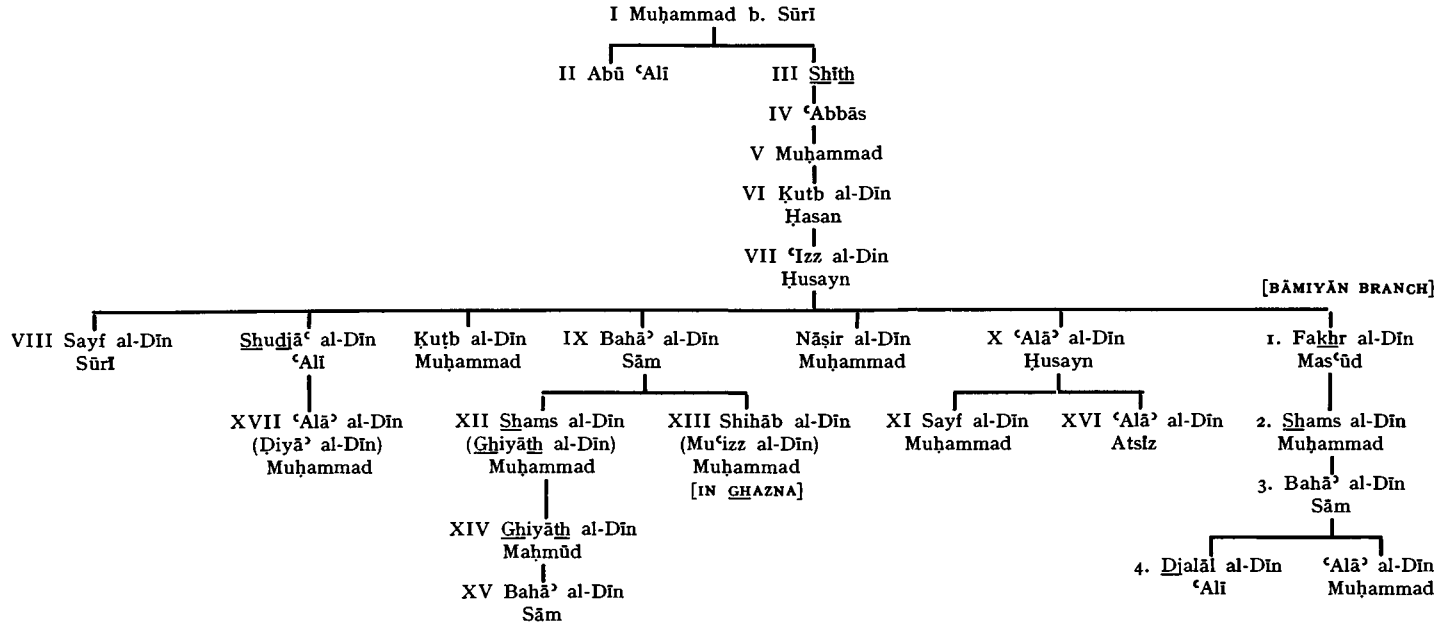 I Muḥammad b. Sūrī
II Abū ʿAlī
III Shīth
IV ʿAbbās
V Muḥammad
VI Ḳutb al-Dīn
Ḥasan
VII ʿIzz al-Din
Ḥusayn
[BĀMIYĀN BRANCH]
VIII Sayf al-Dīn
Sūrī
Shudjāʿ al-Dīn
ʿAlī
Ḳuṭb al-Dīn
Muḥammad
IX Bahāʾ al-Dīn
Sām
Nāṣir al-Dīn
Muḥammad
X ʿAlāʾ al-Dīn
Ḥusayn
1. Fakhr al-Dīn
Masʿūd
XVII ʿAlāʾ al-Dīn
(Ḍiyāʾ al-Dīn)
Muḥammad
XII Shams al-Dīn
(Ghiyāth al-Dīn)
Muḥammad
XIII Shihāb al-Dīn
(Muʿizz al-Dīn)
Muḥammad
[IN GHAZNA]
XI Sayf al-Dīn
Muḥammad
XVI ʿAlāʾ al-Dīn
Atsïz
2. Shams al-Dīn
Muḥammad
3. Bahāʾ al-Dīn
Sām
XIV Ghiyāth al-Dīn
Maḥmūd
XV Bahāʾ al-Dīn
Sām
4. Djalāl al-Dīn
ʿAlī
ʿAlāʾ al-Dīn
Muḥammad